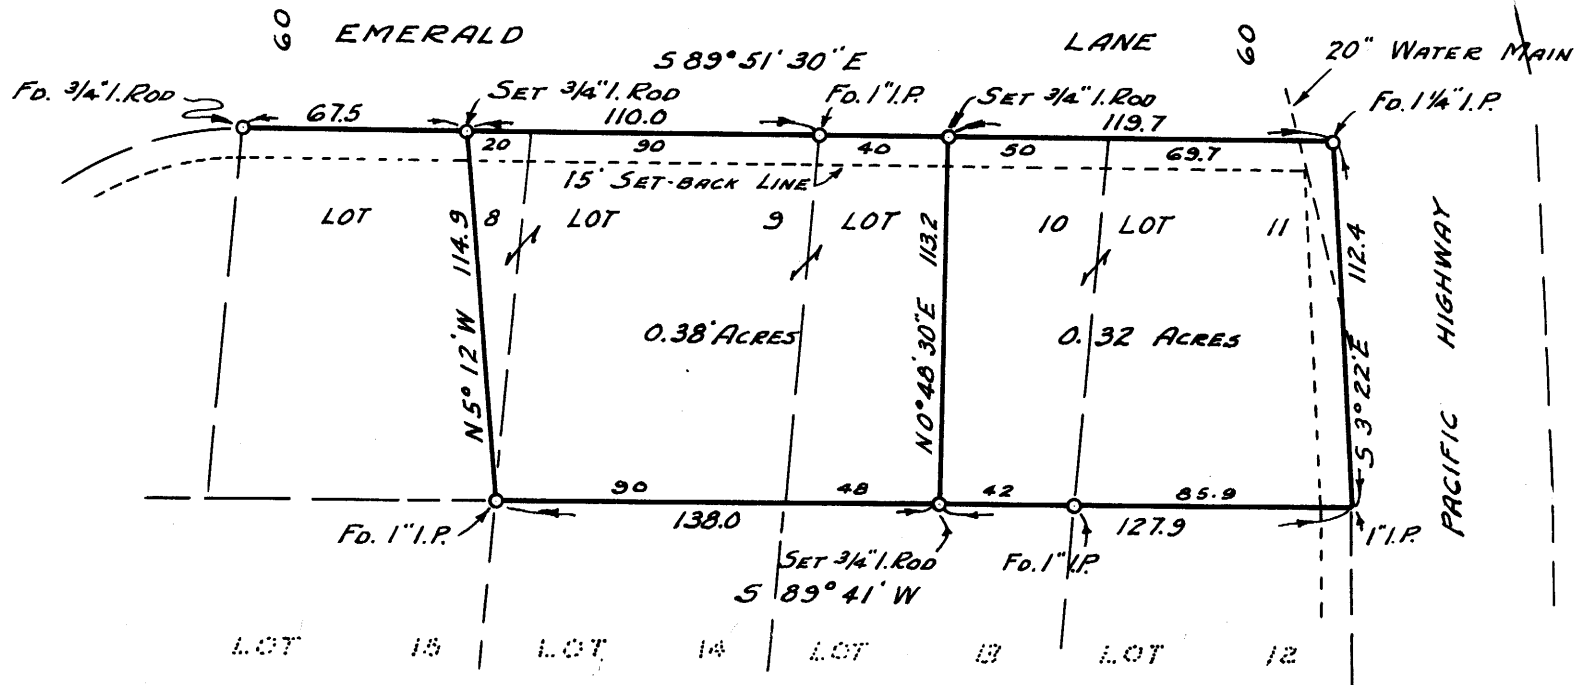 60 EMERALD LANE 60
S 89° 51' 30" E
20" WATER MAIN
FD. 3/4" I. ROD
SET 3/4" I. ROD
FD. 1" I.P.
SET 3/4" I. ROD
FD. 1 1/4" I.P.
67.5
110.0
119.7
20
90
40
50
69.7
15' SET-BACK LINE
LOT 8
LOT 9
LOT 10
LOT 11
N 5° 12' W 114.9
N 0° 48' 30" E 113.2
S 3° 22' E 112.4
PACIFIC HIGHWAY
0.38 ACRES
0.32 ACRES
90
48
42
85.9
138.0
127.9
FD. 1" I.P.
SET 3/4" I. ROD
FD. 1" I.P.
1" I.P.
S 89° 41' W
LOT
LOT 14
LOT 13
LOT 12